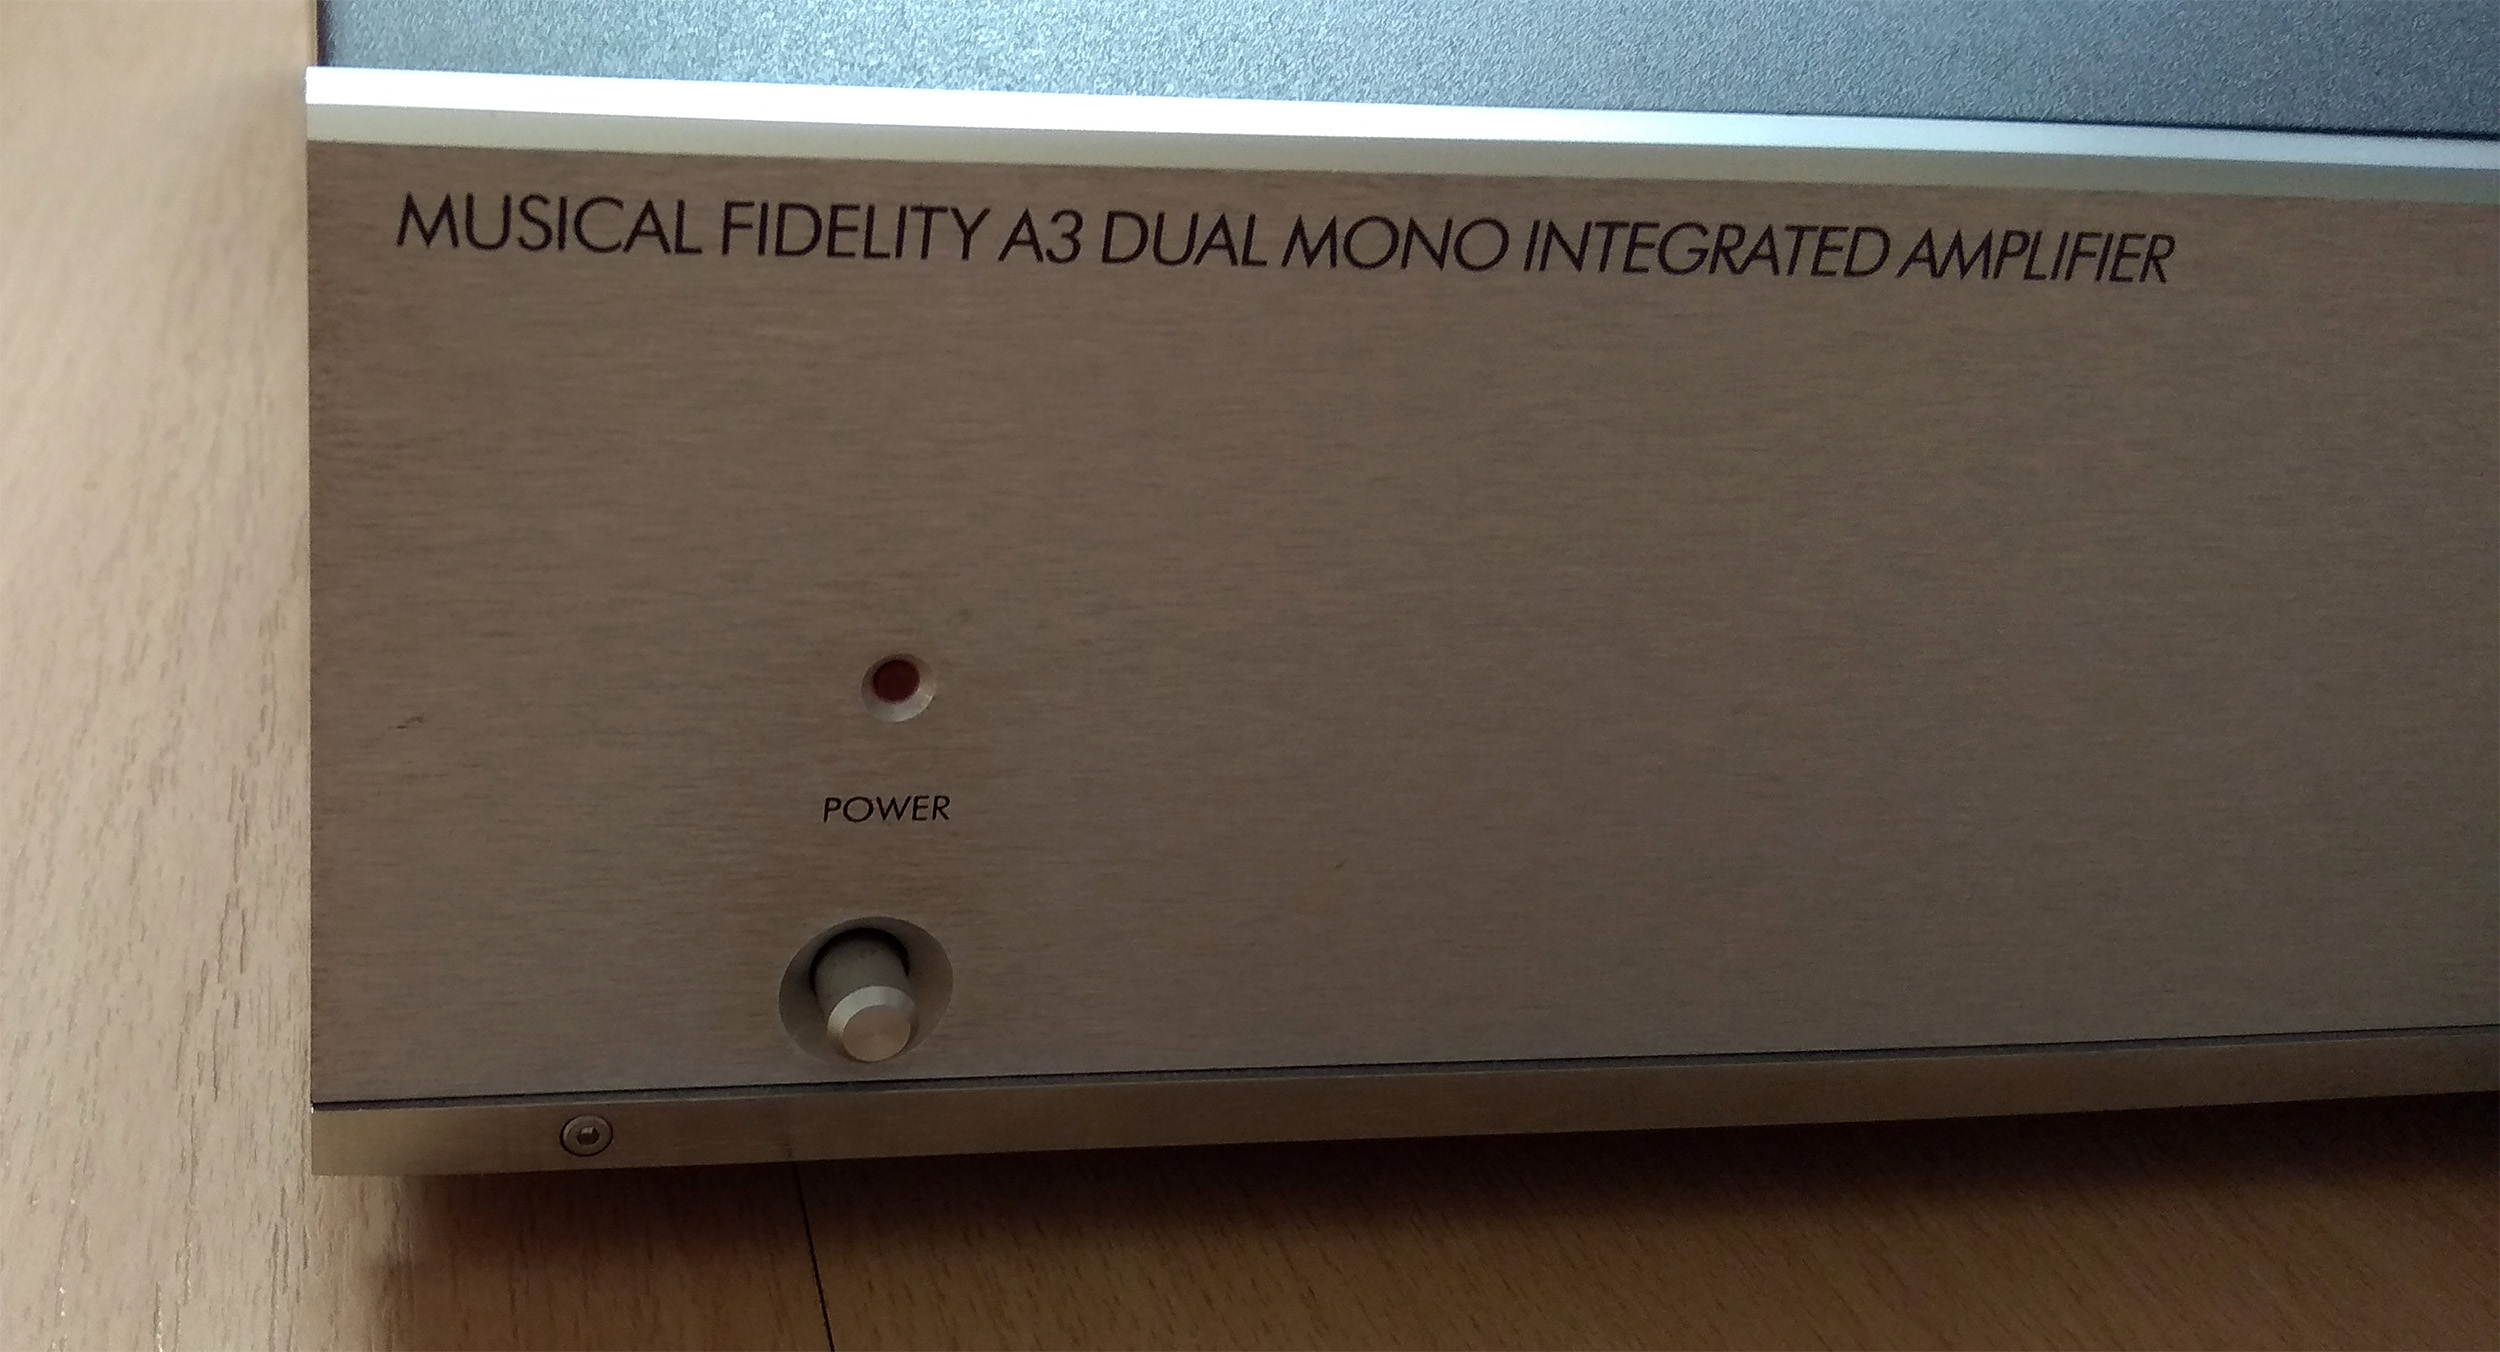 MUSICAL FIDELITY A3 DUAL MONO INTEGRATED AMPLIFIER
POWER